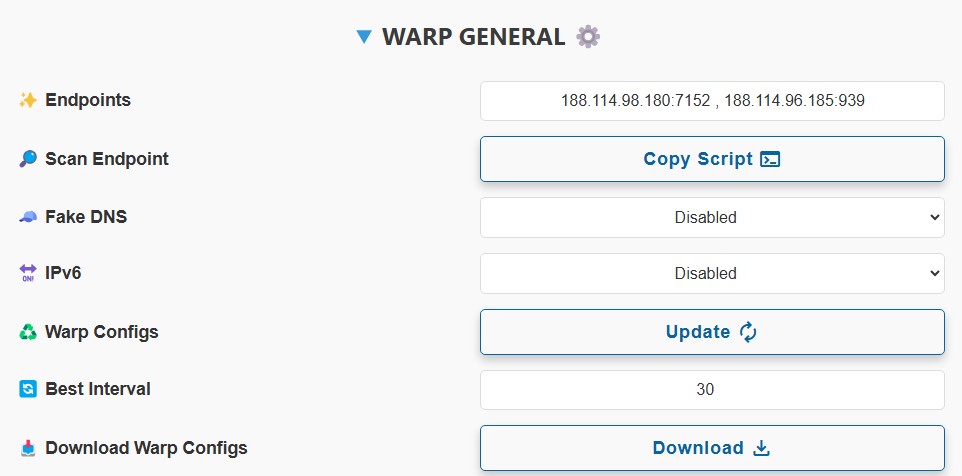 WARP GENERAL
Endpoints 188.114.98.180:7152 , 188.114.96.185:939
Scan Endpoint Copy Script
Fake DNS Disabled
ON! IPv6 Disabled
Warp Configs Update
Best Interval 30
Download Warp Configs Download